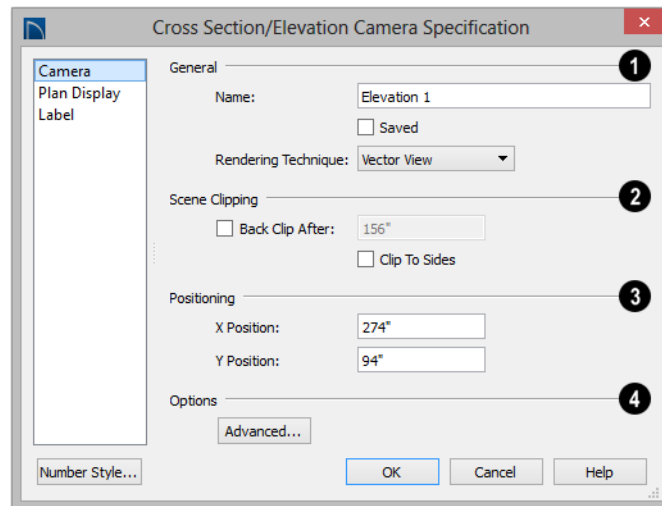 Cross Section/Elevation Camera Specification
×
Camera
Plan Display
Label
General
1
Name: Elevation 1
Saved
Rendering Technique: Vector View
Scene Clipping
2
Back Clip After: 156"
Clip To Sides
Positioning
3
X Position: 274"
Y Position: 94"
Options
4
Advanced...
Number Style...
OK
Cancel
Help